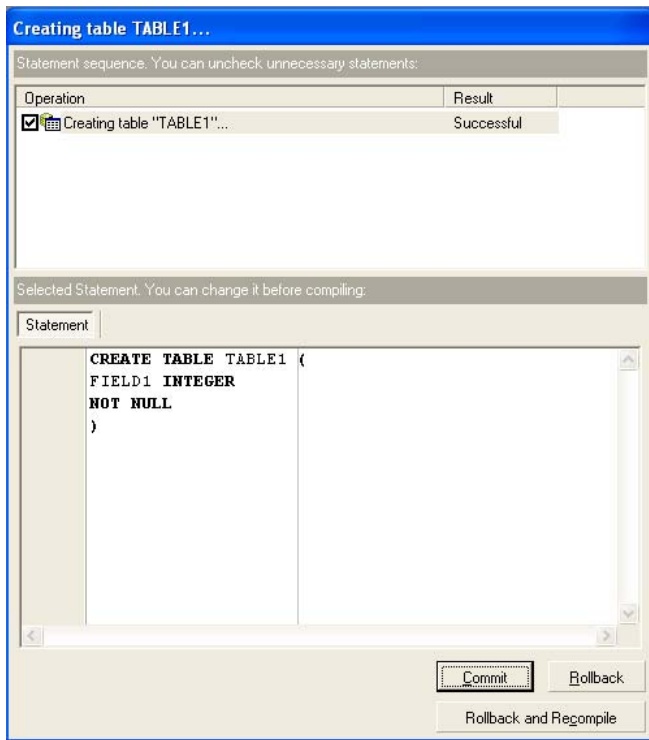 Creating table TABLE1...
Statement sequence. You can uncheck unnecessary statements:
Operation Result
Creating table "TABLE1"... Successful
Selected Statement. You can change it before compiling:
Statement
CREATE TABLE TABLE1 (
FIELD1 INTEGER
NOT NULL
)
Commit Rollback
Rollback and Recompile